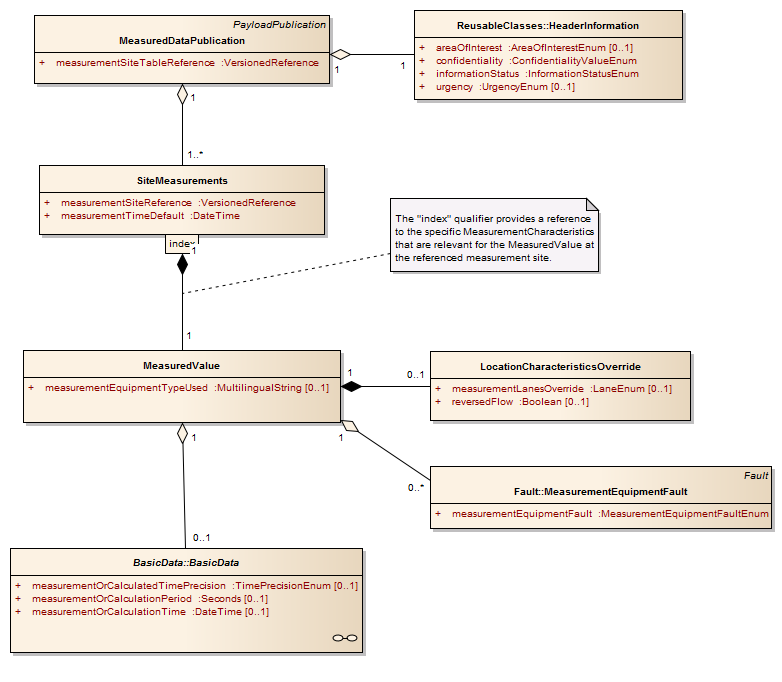 PayloadPublication
MeasuredDataPublication
+ measurementSiteTableReference :VersionedReference
1
1
ReusableClasses::HeaderInformation
+ areaOfInterest :AreaOfInterestEnum [0..1]
+ confidentiality :ConfidentialityValueEnum
+ informationStatus :InformationStatusEnum
+ urgency :UrgencyEnum [0..1]
1
1..*
SiteMeasurements
+ measurementSiteReference :VersionedReference
+ measurementTimeDefault :DateTime
index
1
The "index" qualifier provides a reference
to the specific MeasurementCharacteristics
that are relevant for the MeasuredValue at
the referenced measurement site.
1
MeasuredValue
+ measurementEquipmentTypeUsed :MultilingualString [0..1]
1
0..1
LocationCharacteristicsOverride
+ measurementLanesOverride :LaneEnum [0..1]
+ reversedFlow :Boolean [0..1]
1
1
0..*
Fault
Fault::MeasurementEquipmentFault
+ measurementEquipmentFault :MeasurementEquipmentFaultEnum
0..1
BasicData::BasicData
+ measurementOrCalculatedTimePrecision :TimePrecisionEnum [0..1]
+ measurementOrCalculationPeriod :Seconds [0..1]
+ measurementOrCalculationTime :DateTime [0..1]